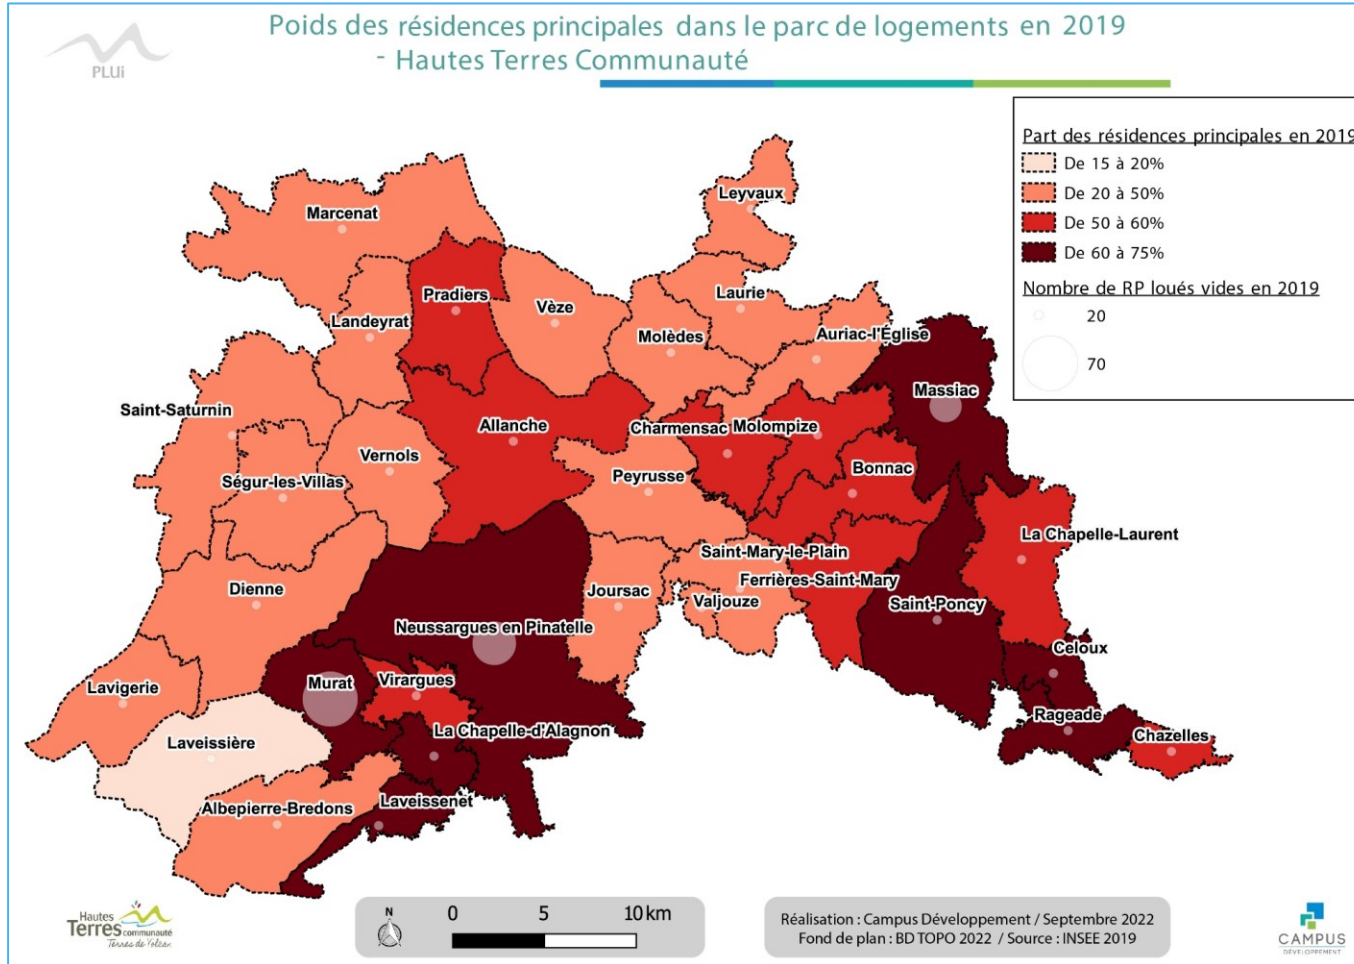 Poids des résidences principales dans le parc de logements en 2019
- Hautes Terres Communauté
PLUi
Part des résidences principales en 2019
De 15 à 20%
De 20 à 50%
De 50 à 60%
De 60 à 75%
Nombre de RP loués vides en 2019
20
70
Leyvaux
Marcenat
Pradiers
Laurie
Vèze
Landeyrat
Molèdes
Auriac-l'Église
Massiac
Saint-Saturnin
Allanche
Charmensac
Molompize
Vernols
Bonnac
Ségur-les-Villas
Peyrusse
La Chapelle-Laurent
Saint-Mary-le-Plain
Dienne
Joursac
Ferrières-Saint-Mary
Valjouze
Saint-Poncy
Neussargues en Pinatelle
Celoux
Lavigerie
Murat
Virargues
Rageade
La Chapelle-d'Alagnon
Chazelles
Laveissière
Albepierre-Bredons
Laveissenet
Hautes
Terres communauté
Terres de Volcan
N
0 5 10 km
Réalisation : Campus Développement / Septembre 2022
Fond de plan : BD TOPO 2022 / Source : INSEE 2019
CAMPUS
DÉVELOPPEMENT